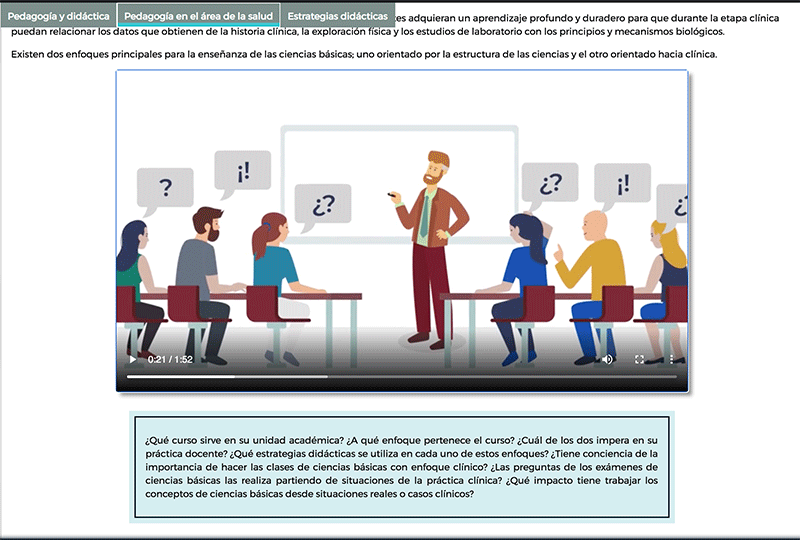 Pedagogía y didáctica
Pedagogía en el área de la salud
Estrategias didácticas
adquieran un aprendizaje profundo y duradero para que durante la etapa clínica
puedan relacionar los datos que obtienen de la historia clínica, la exploración física y los estudios de laboratorio con los principios y mecanismos biológicos.
Existen dos enfoques principales para la enseñanza de las ciencias básicas; uno orientado por la estructura de las ciencias y el otro orientado hacia clínica.
?
¡!
¿?
¿?
¡!
¿?
0:21 / 1:52
¿Qué curso sirve en su unidad académica? ¿A qué enfoque pertenece el curso? ¿Cuál de los dos impera en su
práctica docente? ¿Qué estrategias didácticas se utiliza en cada uno de estos enfoques? ¿Tiene conciencia de la
importancia de hacer las clases de ciencias básicas con enfoque clínico? ¿Las preguntas de los exámenes de
ciencias básicas las realiza partiendo de situaciones de la práctica clínica? ¿Qué impacto tiene trabajar los
conceptos de ciencias básicas desde situaciones reales o casos clínicos?